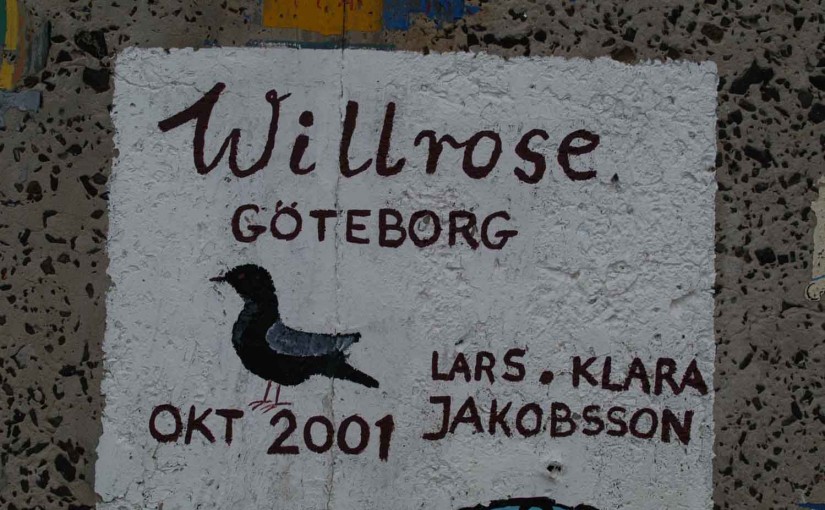 Willrose
GÖTEBORG
LARS. KLARA
JAKOBSSON
OKT 2001